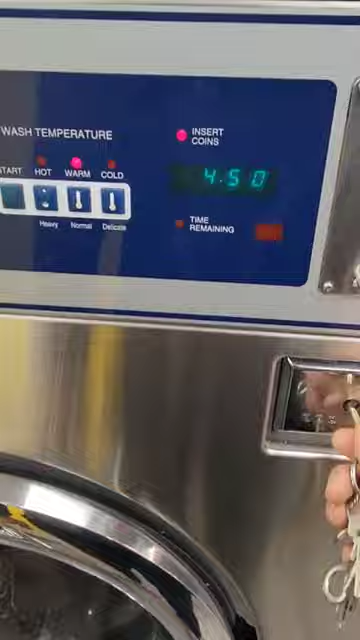 WASH TEMPERATURE
START HOT WARM COLD
Heavy Normal Delicate
INSERT
COINS
4.50
TIME
REMAINING